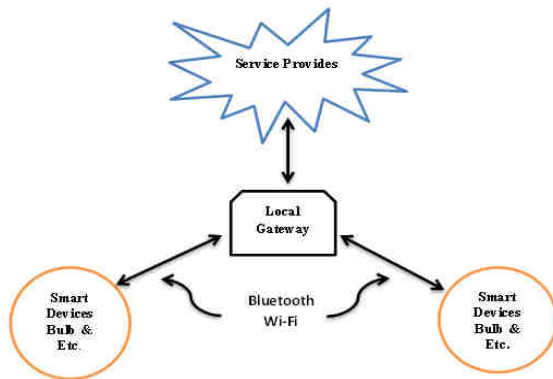 Service Provides
Local
Gateway
Smart
Devices
Bulb &
Etc.
Bluetooth
Wi-Fi
Smart
Devices
Bulb &
Etc.